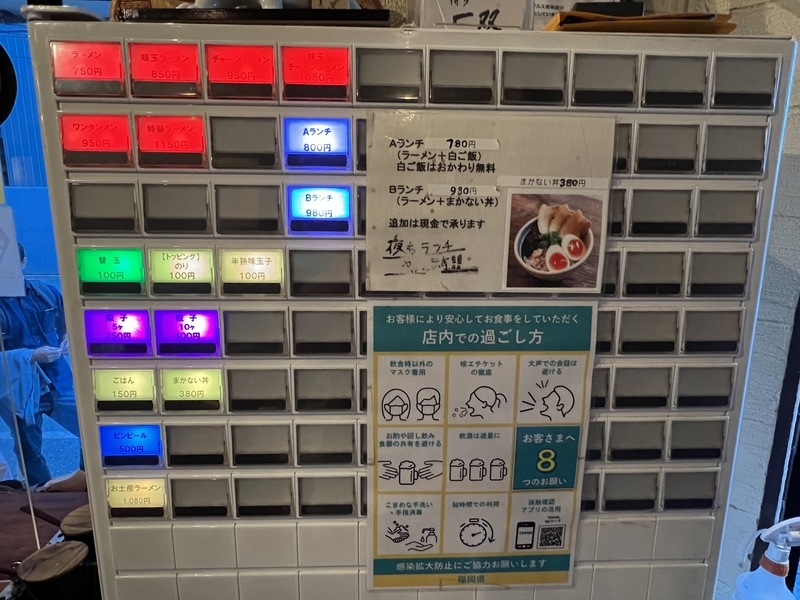 ラーメン
750円
味玉ラーメン
850円
チャーシューメン
950円
味玉
チャーシューメン
1050円
ワンタンメン
950円
特製ラーメン
1150円
Aランチ
800円
Bランチ
980円
替玉
100円
【トッピング】
のり
100円
半熟味玉子
100円
餃子
5ヶ
餃子
10ヶ
ごはん
150円
まかない丼
380円
ビンビール
500円
お土産ラーメン
1,080円
Aランチ 780円
(ラーメン+白ご飯)
白ご飯はおかわり無料
Bランチ 980円
(ラーメン+まかない丼)
追加は現金で承ります
夜もランチ
まかない丼380円
お客様により安心してお食事をしていただく
店内での過ごし方
飲食時以外の
マスク着用
咳エチケット
の徹底
大声での会話は
避ける
お酌や回し飲み
食器の共有を避ける
飲酒は適量に
お客さまへ
8
つのお願い
こまめな手洗い
・手指消毒
短時間での利用
接触確認
アプリの活用
感染拡大防止にご協力お願いします
福岡県